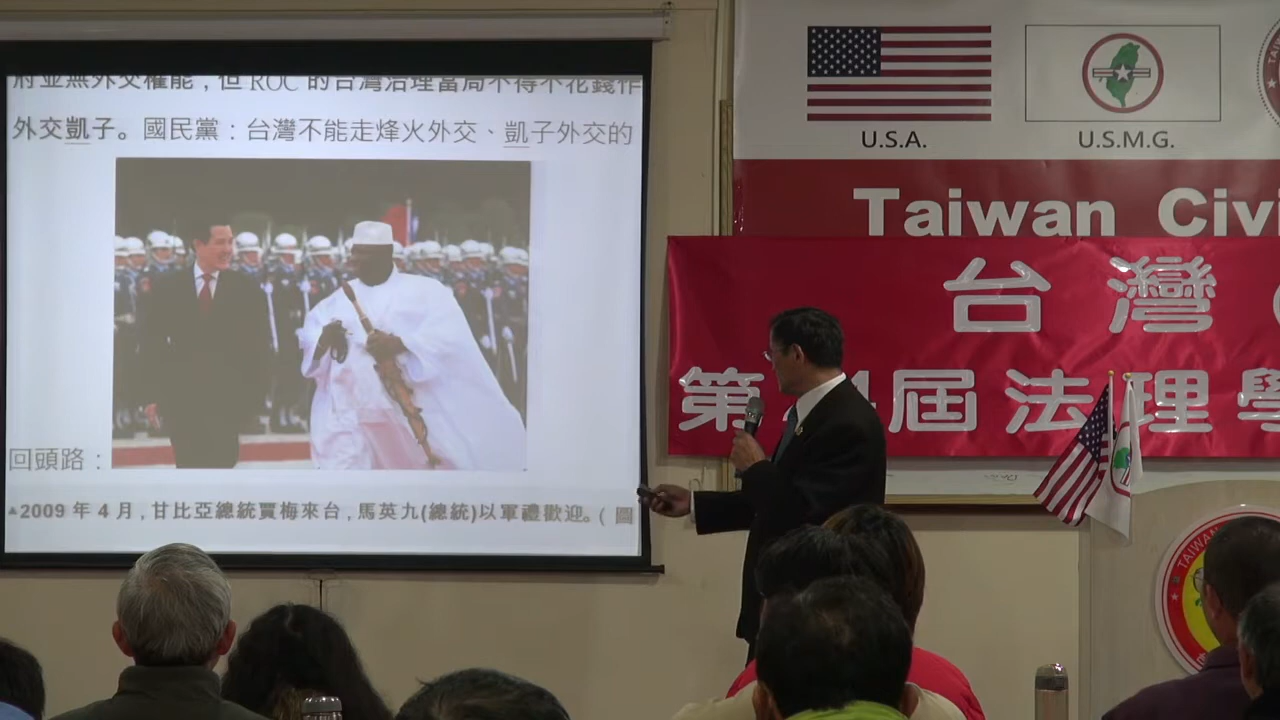 府並無外交權能，但 ROC 的台灣治理當局不得不花錢作
外交凱子。國民黨：台灣不能走烽火外交、凱子外交的
回頭路：
▲2009 年 4 月，甘比亞總統賈梅來台，馬英九(總統)以軍禮歡迎。( 圖
U.S.A.
U.S.M.G.
Taiwan Civi
台灣
第 屆法理學
TAIWAN